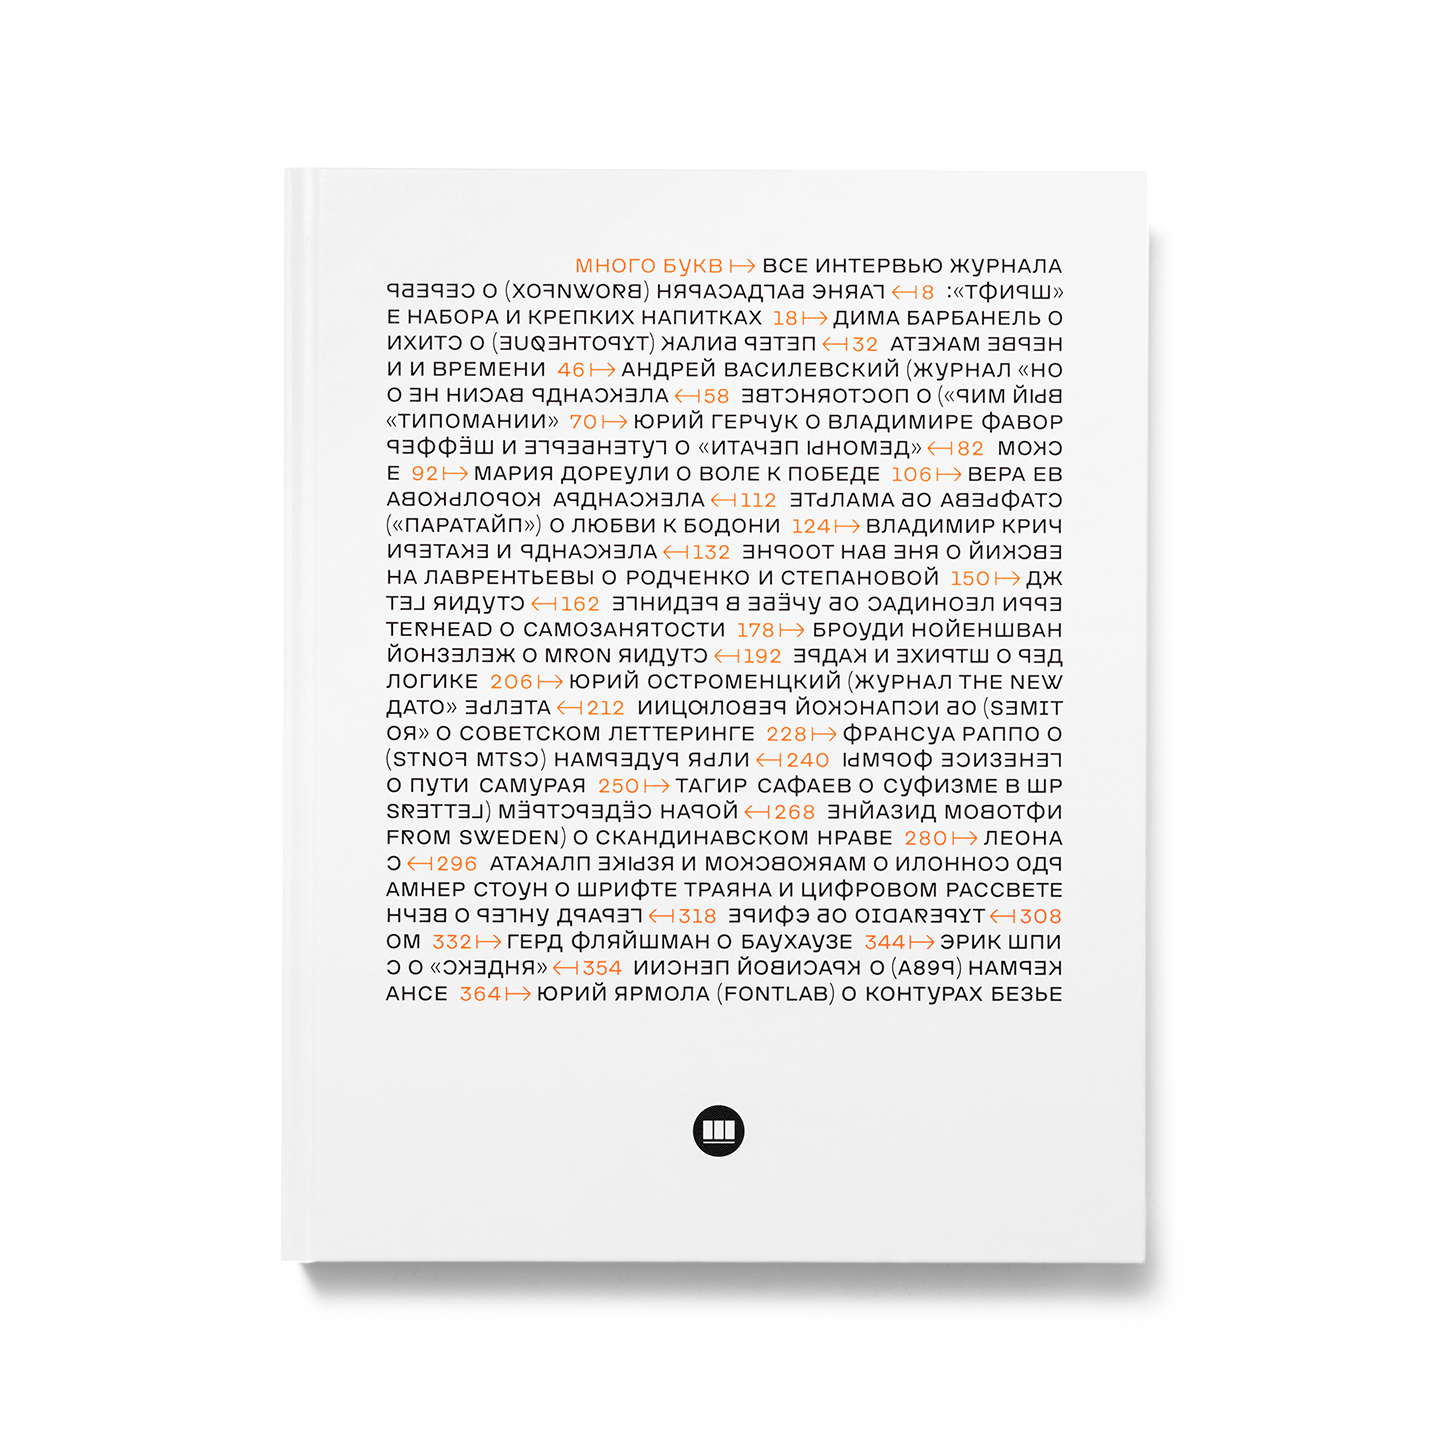 МНОГО БУКВ ↦ ВСЕ ИНТЕРВЬЮ ЖУРНАЛА
«ШРИФТ»: 8 ↤ ГАЯНЭ БАГДАСАРЯН (BROWNFOX) О СЕРЕБР
Е НАБОРА И КРЕПКИХ НАПИТКАХ 18 ↦ ДИМА БАРБАНЕЛЬ О
НЕРВЕ МАКЕТА 32 ↤ ПЕТЕР БИЛАК (TYPOTHEQUE) О СТИХИ
И И ВРЕМЕНИ 46 ↦ АНДРЕЙ ВАСИЛЕВСКИЙ (ЖУРНАЛ «НО
ВЫЙ МИР») О ПОСТОЯНСТВЕ 58 ↤ АЛЕКСАНДР ВАСИН НЕ О
«ТИПОМАНИИ» 70 ↦ ЮРИЙ ГЕРЧУК О ВЛАДИМИРЕ ФАВОР
СКОМ 82 ↤ «ДЕМОНЫ ПЕЧАТИ» О ГУТЕНБЕРГЕ И ШЁФФЕР
Е 92 ↦ МАРИЯ ДОРЕУЛИ О ВОЛЕ К ПОБЕДЕ 106 ↦ ВЕРА ЕВ
СТАФЬЕВА ОБ АМАЛЬТЕ 112 ↤ АЛЕКСАНДРА КОРОЛЬКОВА
(«ПАРАТАЙП») О ЛЮБВИ К БОДОНИ 124 ↦ ВЛАДИМИР КРИЧ
ЕВСКИЙ О ЯНЕ ВАН ТООРНЕ 132 ↤ АЛЕКСАНДР И ЕКАТЕРИ
НА ЛАВРЕНТЬЕВЫ О РОДЧЕНКО И СТЕПАНОВОЙ 150 ↦ ДЖ
ЕРРИ ЛЕОНИДАС ОБ УЧЁБЕ В РЕДИНГЕ 162 ↤ СТУДИЯ LET
TERHEAD О САМОЗАНЯТОСТИ 178 ↦ БРОУДИ НОЙЕНШВАН
ДЕР О ШТРИХЕ И КАДРЕ 192 ↤ СТУДИЯ NORM О ЖЕЛЕЗНОЙ
ЛОГИКЕ 206 ↦ ЮРИЙ ОСТРОМЕНЦКИЙ (ЖУРНАЛ THE NEW
TIMES) ОБ ИСПАНСКОЙ РЕВОЛЮЦИИ 212 ↤ АТЕЛЬЕ «ОТАД
ОЯ» О СОВЕТСКОМ ЛЕТТЕРИНГЕ 228 ↦ ФРАНСУА РАППО О
ГЕНЕЗИСЕ ФОРМЫ 240 ↤ ИЛЬЯ РУДЕРМАН (CSTM FONTS)
О ПУТИ САМУРАЯ 250 ↦ ТАГИР САФАЕВ О СУФИЗМЕ В ШР
ИФТОВОМ ДИЗАЙНЕ 268 ↤ ЙОРАН СЁДЕРСТРЁМ (LETTERS
FROM SWEDEN) О СКАНДИНАВСКОМ НРАВЕ 280 ↦ ЛЕОНА
РДО СОННОЛИ О МАЯКОВСКОМ И ЯЗЫКЕ ПЛАКАТА 296 ↤ С
АМНЕР СТОУН О ШРИФТЕ ТРАЯНА И ЦИФРОВОМ РАССВЕТЕ
308 ↤ TYPERADIO ОБ ЭФИРЕ 318 ↤ ГЕРАРД УНГЕР О ВЕЧН
ОМ 332 ↦ ГЕРД ФЛЯЙШМАН О БАУХАУЗЕ 344 ↦ ЭРИК ШПИ
КЕРМАН (P98A) О КРАСИВОЙ ПЕНСИИ 354 ↤ «ЯНДЕКС» О С
АНСЕ 364 ↦ ЮРИЙ ЯРМОЛА (FONTLAB) О КОНТУРАХ БЕЗЬЕ